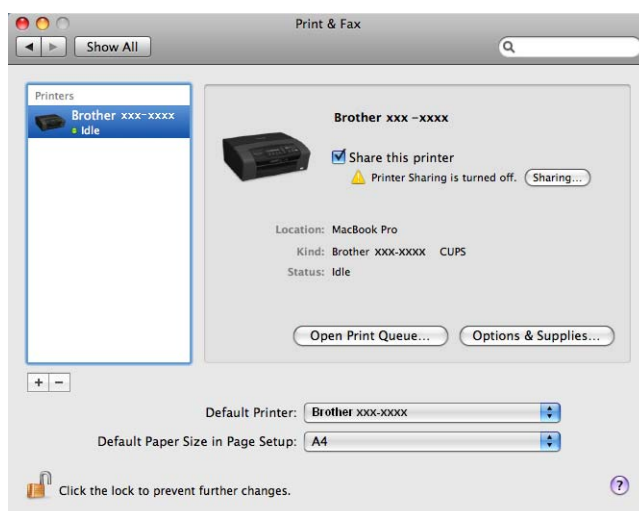 Print & Fax
Show All
Printers
Brother xxx-xxxx
Idle
Brother xxx -xxxx
Share this printer
Printer Sharing is turned off. Sharing...
Location: MacBook Pro
Kind: Brother XXX-XXXX CUPS
Status: Idle
Open Print Queue... Options & Supplies...
+ −
Default Printer: Brother xxx-xxxx
Default Paper Size in Page Setup: A4
Click the lock to prevent further changes. ?